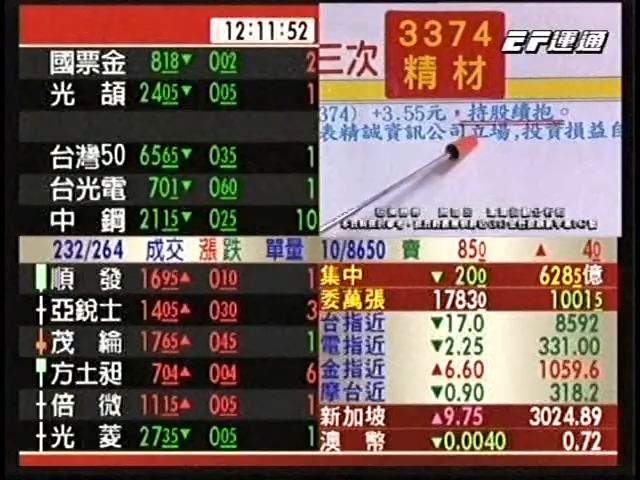 12:11:52
國票金 818▼ 002 2
光頡 2405▼ 005 1
台灣50 6565▼ 035 1
台光電 701▼ 060 1
中鋼 2115▼ 025 10
232/264 成交 漲跌 單量
順發 1695▲ 010 1
亞銳士 1405▲ 030 3
茂綸 1765▲ 045 1
方土昶 704▲ 004 6
倍微 1115▲ 005 1
光菱 2735▼ 005 1
三次 3374 精材
EF運通
374) +3.55元，持股續抱。
表精誠資訊公司立場,投資損益自
10/8650 賣 850 ▲ 40
集中 ▼ 200 6285億
委萬張 17830 10015
台指近 ▼17.0 8592
電指近 ▼2.25 331.00
金指近 ▲6.60 1059.6
摩台近 ▼0.90 318.2
新加坡 ▲9.75 3024.89
澳幣 ▼0.0040 0.72